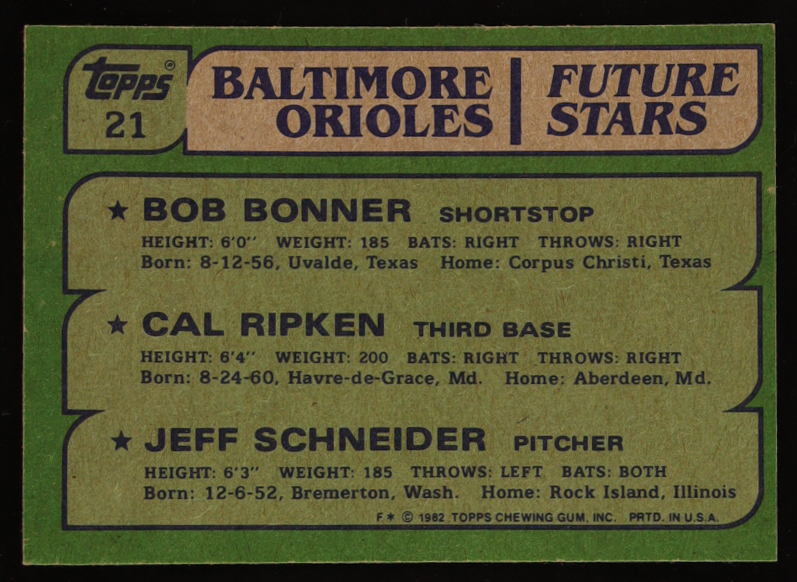 Topps®
21
BALTIMORE ORIOLES | FUTURE STARS
★ BOB BONNER SHORTSTOP
HEIGHT: 6'0" WEIGHT: 185 BATS: RIGHT THROWS: RIGHT
Born: 8-12-56, Uvalde, Texas Home: Corpus Christi, Texas
★ CAL RIPKEN THIRD BASE
HEIGHT: 6'4" WEIGHT: 200 BATS: RIGHT THROWS: RIGHT
Born: 8-24-60, Havre-de-Grace, Md. Home: Aberdeen, Md.
★ JEFF SCHNEIDER PITCHER
HEIGHT: 6'3" WEIGHT: 185 THROWS: LEFT BATS: BOTH
Born: 12-6-52, Bremerton, Wash. Home: Rock Island, Illinois
F* © 1982 TOPPS CHEWING GUM, INC. PRTD. IN U.S.A.